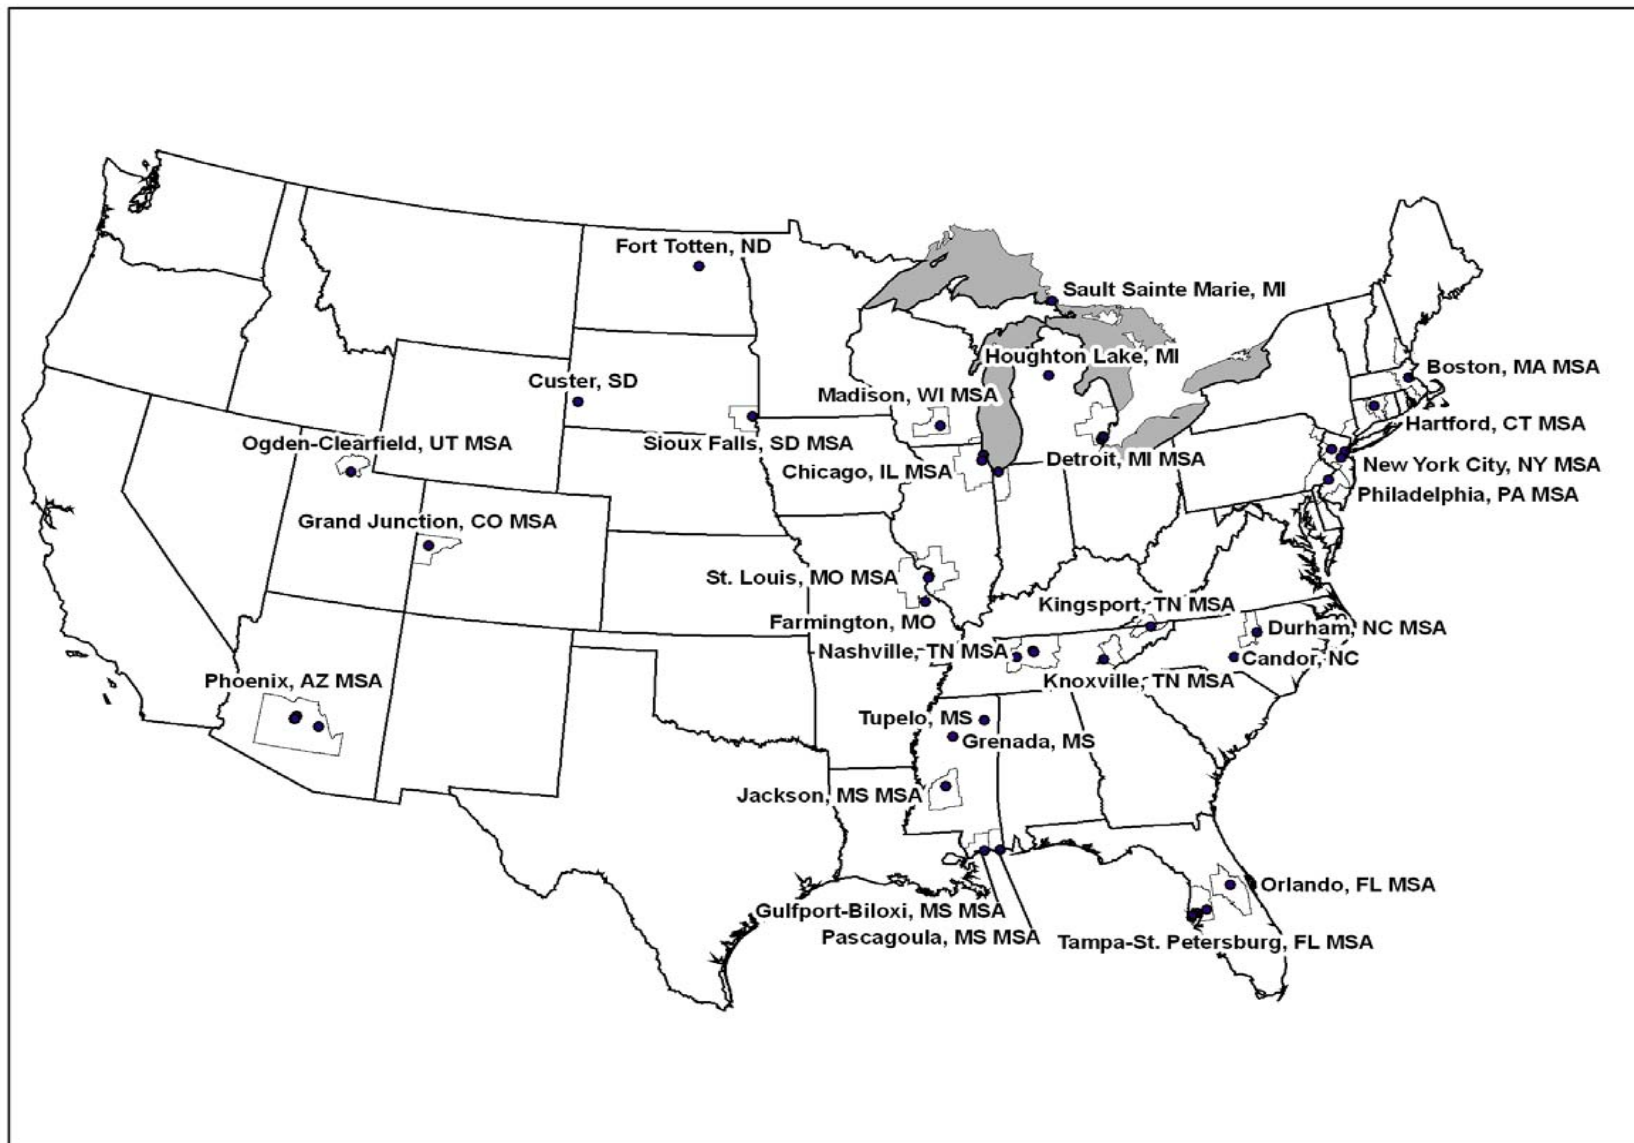 Fort Totten, ND
Sault Sainte Marie, MI
Houghton Lake, MI
Boston, MA MSA
Custer, SD
Madison, WI MSA
Hartford, CT MSA
Ogden-Clearfield, UT MSA
Sioux Falls, SD MSA
Detroit, MI MSA
New York City, NY MSA
Chicago, IL MSA
Philadelphia, PA MSA
Grand Junction, CO MSA
St. Louis, MO MSA
Kingsport, TN MSA
Farmington, MO
Durham, NC MSA
Nashville, TN MSA
Candor, NC
Phoenix, AZ MSA
Knoxville, TN MSA
Tupelo, MS
Grenada, MS
Jackson, MS MSA
Orlando, FL MSA
Gulfport-Biloxi, MS MSA
Pascagoula, MS MSA
Tampa-St. Petersburg, FL MSA